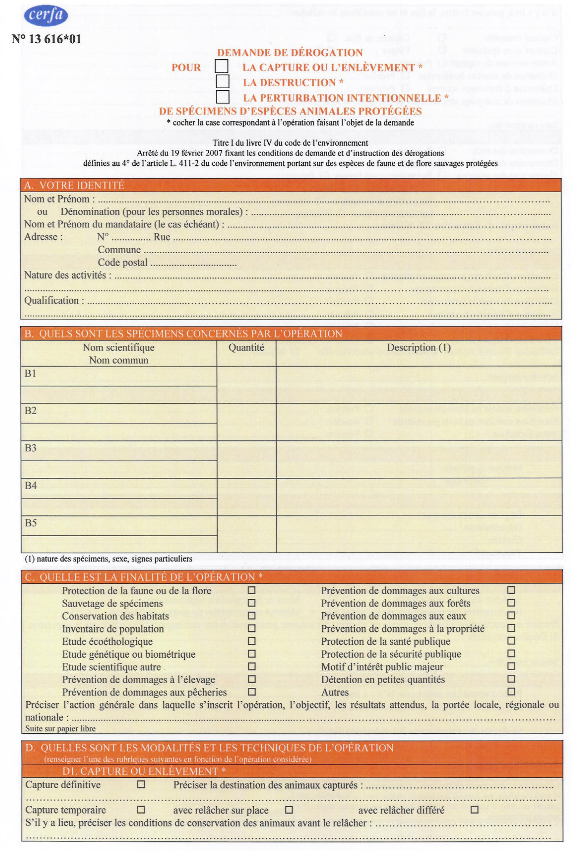 cerfa
N° 13 616*01
DEMANDE DE DÉROGATION
POUR ☐ LA CAPTURE OU L'ENLÈVEMENT *
☐ LA DESTRUCTION *
☐ LA PERTURBATION INTENTIONNELLE *
DE SPÉCIMENS D'ESPÈCES ANIMALES PROTÉGÉES
* cocher la case correspondant à l'opération faisant l'objet de la demande
Titre I du livre IV du code de l'environnement
Arrêté du 19 février 2007 fixant les conditions de demande et d'instruction des dérogations
définies au 4° de l'article L. 411-2 du code l'environnement portant sur des espèces de faune et de flore sauvages protégées
A. VOTRE IDENTITÉ
Nom et Prénom : ....................
ou Dénomination (pour les personnes morales) : ....................
Nom et Prénom du mandataire (le cas échéant) : ....................
Adresse : N° .............. Rue ....................
Commune ....................
Code postal ....................
Nature des activités : ....................
....................
Qualification : ....................
....................
B. QUELS SONT LES SPÉCIMENS CONCERNÉS PAR L'OPÉRATION
Nom scientifique Quantité Description (1)
Nom commun
B1
B2
B3
B4
B5
(1) nature des spécimens, sexe, signes particuliers
C. QUELLE EST LA FINALITÉ DE L'OPÉRATION *
Protection de la faune ou de la flore ☐ Prévention de dommages aux cultures ☐
Sauvetage de spécimens ☐ Prévention de dommages aux forêts ☐
Conservation des habitats ☐ Prévention de dommages aux eaux ☐
Inventaire de population ☐ Prévention de dommages à la propriété ☐
Etude écoéthologique ☐ Protection de la santé publique ☐
Etude génétique ou biométrique ☐ Protection de la sécurité publique ☐
Etude scientifique autre ☐ Motif d'intérêt public majeur ☐
Prévention de dommages à l'élevage ☐ Détention en petites quantités ☐
Prévention de dommages aux pêcheries ☐ Autres ☐
Préciser l'action générale dans laquelle s'inscrit l'opération, l'objectif, les résultats attendus, la portée locale, régionale ou
nationale : ....................
Suite sur papier libre
D. QUELLES SONT LES MODALITÉS ET LES TECHNIQUES DE L'OPÉRATION
(renseigner l'une des rubriques suivantes en fonction de l'opération considérée)
D1. CAPTURE OU ENLÈVEMENT *
Capture définitive ☐ Préciser la destination des animaux capturés : ....................
....................
Capture temporaire ☐ avec relâcher sur place ☐ avec relâcher différé ☐
S'il y a lieu, préciser les conditions de conservation des animaux avant le relâcher : ....................
....................